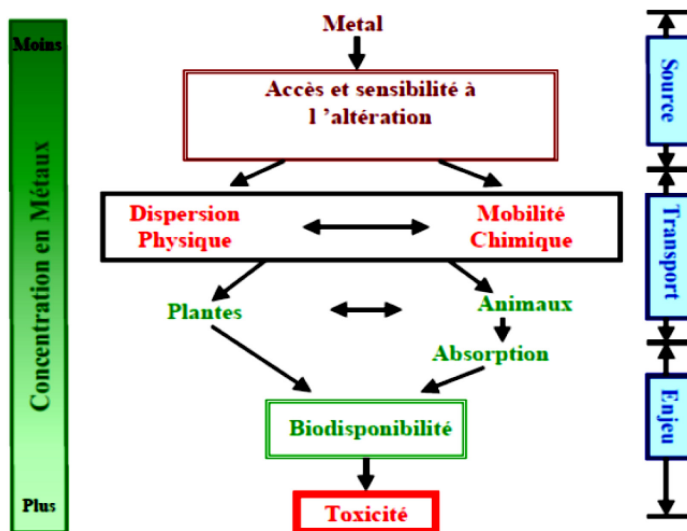 Metal
Moins
Accès et sensibilité à
l ’altération
Source
Dispersion
Physique
Mobilité
Chimique
Transport
Concentration en Métaux
Plantes
Animaux
Absorption
Enjeu
Biodisponibilité
Plus
Toxicité